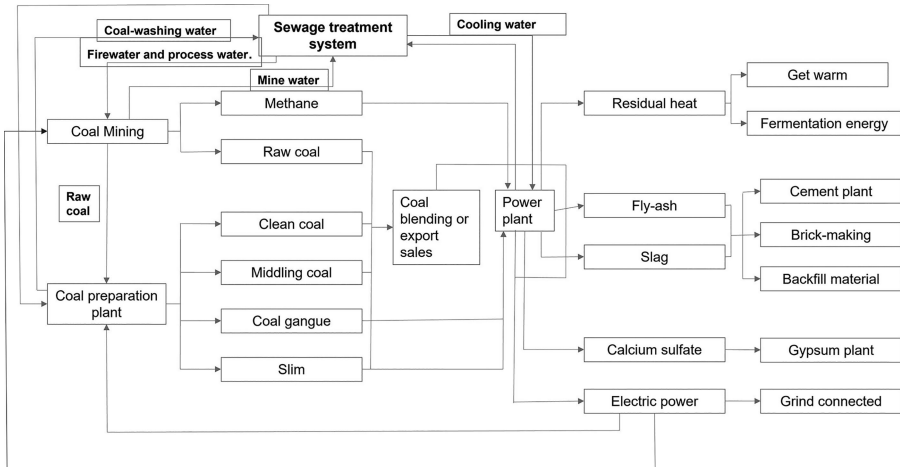 Coal-washing water
Sewage treatment
system
Cooling water
Firewater and process water.
Mine water
Get warm
Methane
Residual heat
Coal Mining
Fermentation energy
Raw coal
Raw
coal
Coal
blending or
export
sales
Power
plant
Cement plant
Fly-ash
Clean coal
Brick-making
Slag
Middling coal
Backfill material
Coal preparation
plant
Coal gangue
Calcium sulfate
Gypsum plant
Slim
Electric power
Grind connected